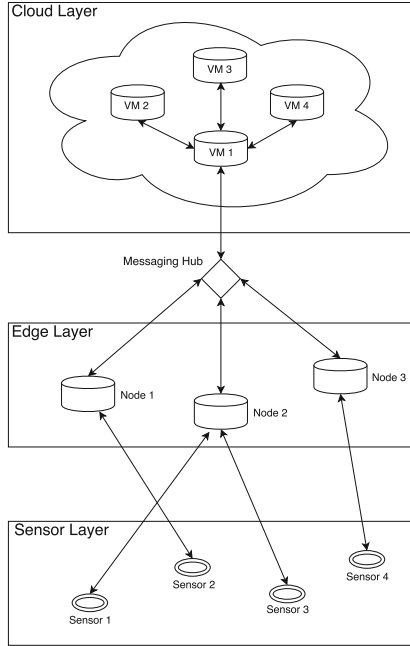 Cloud Layer
VM 3
VM 2
VM 4
VM 1
Messaging Hub
Edge Layer
Node 1
Node 2
Node 3
Sensor Layer
Sensor 1
Sensor 2
Sensor 3
Sensor 4